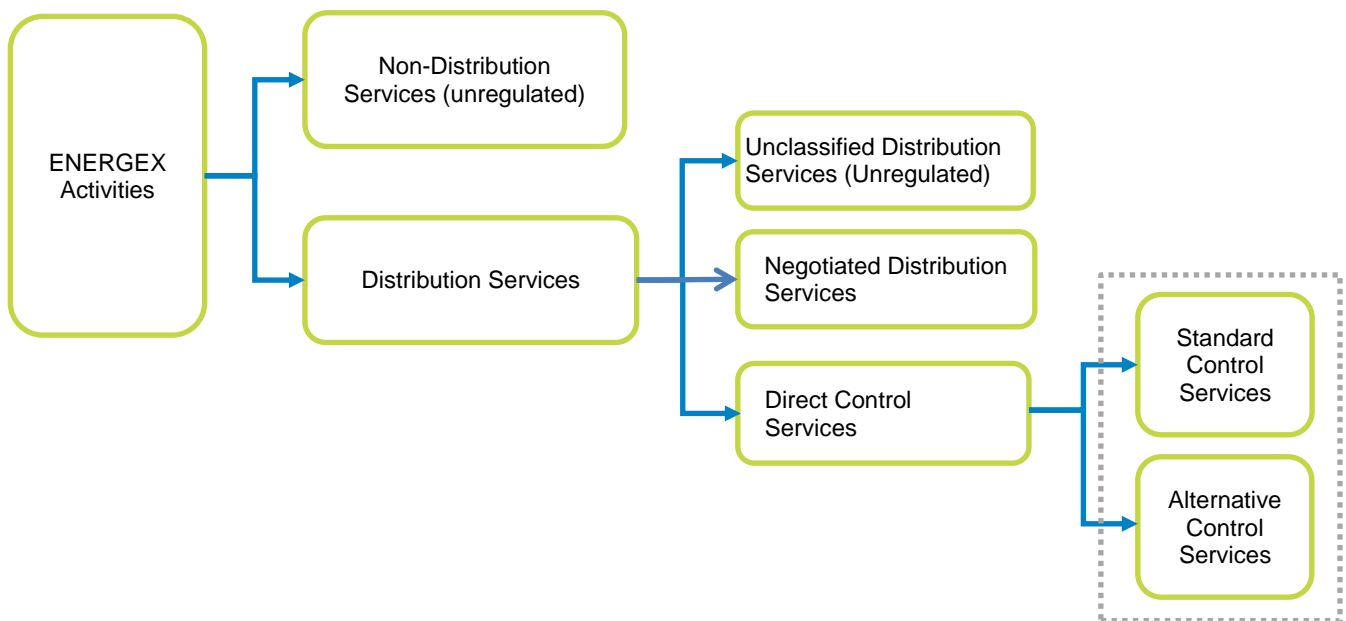 ENERGEX
Activities
Non-Distribution
Services (unregulated)
Distribution Services
Unclassified Distribution
Services (Unregulated)
Negotiated Distribution
Services
Direct Control
Services
Standard
Control
Services
Alternative
Control
Services